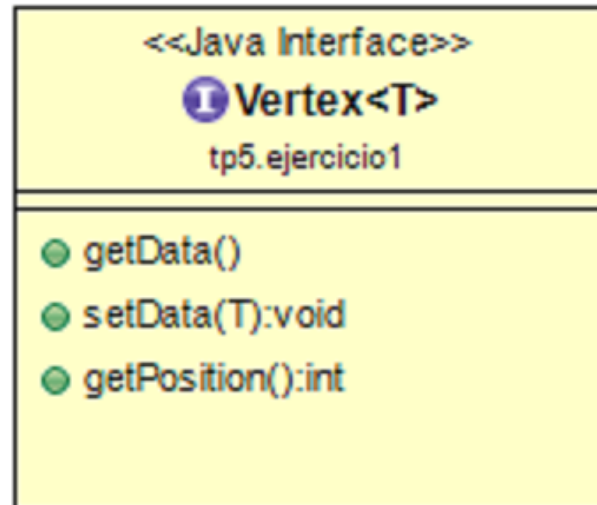 <<Java Interface>>
I Vertex<T>
tp5.ejercicio1
getData()
setData(T):void
getPosition():int